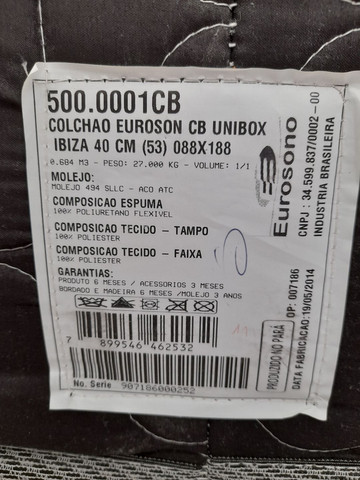 500.0001CB
COLCHAO EUROSON CB UNIBOX
IBIZA 40 CM (53) 088X188
0.684 M3 - PESO: 27.000 KG - VOLUME: 1/1
MOLEJO:
MOLEJO 494 SLLC - ACO ATC
COMPOSICAO ESPUMA
100% POLIURETANO FLEXIVEL
COMPOSICAO TECIDO - TAMPO
100% POLIESTER
COMPOSICAO TECIDO - FAIXA
100% POLIESTER
GARANTIAS:
PRODUTO 6 MESES / ACESSORIOS 3 MESES
BORDADO E MADEIRA 6 MESES /MOLEJO 3 ANOS
7 899546 462532
No. Serie 907186000252
Eurosono
CNPJ : 34.599.837/0002-00
INDUSTRIA BRASILEIRA
OP: 007186
DATA FABRICACAO:19/05/2014
PRODUZIDO NO PARÁ